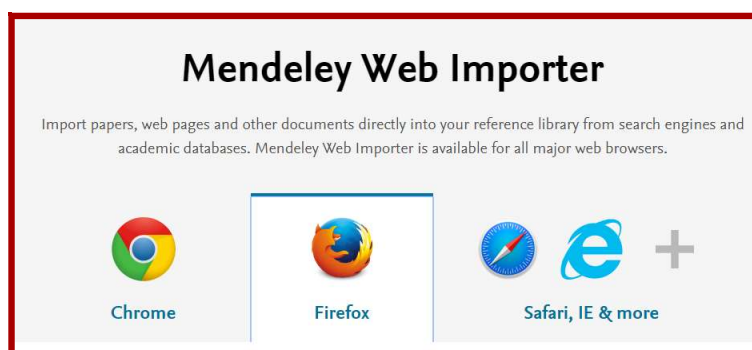 Mendeley Web Importer
Import papers, web pages and other documents directly into your reference library from search engines and
academic databases. Mendeley Web Importer is available for all major web browsers.
Chrome
Firefox
Safari, IE & more